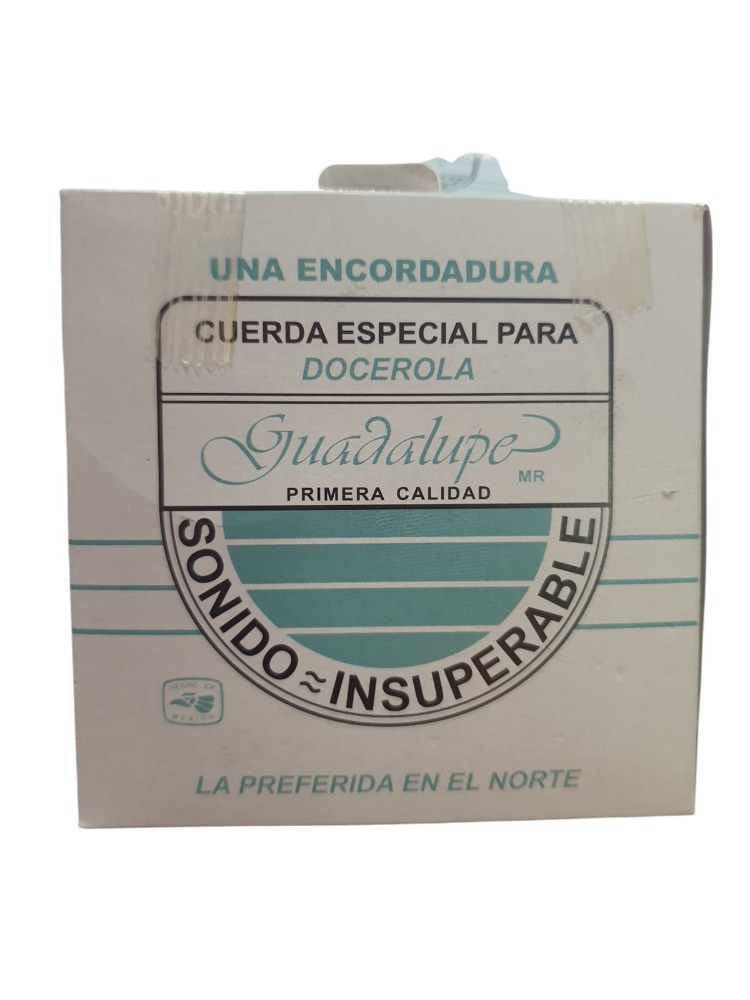 UNA ENCORDADURA
CUERDA ESPECIAL PARA
DOCEROLA
Guadalupe MR
PRIMERA CALIDAD
SONIDO ≈ INSUPERABLE
HECHO EN
MEXICO
LA PREFERIDA EN EL NORTE